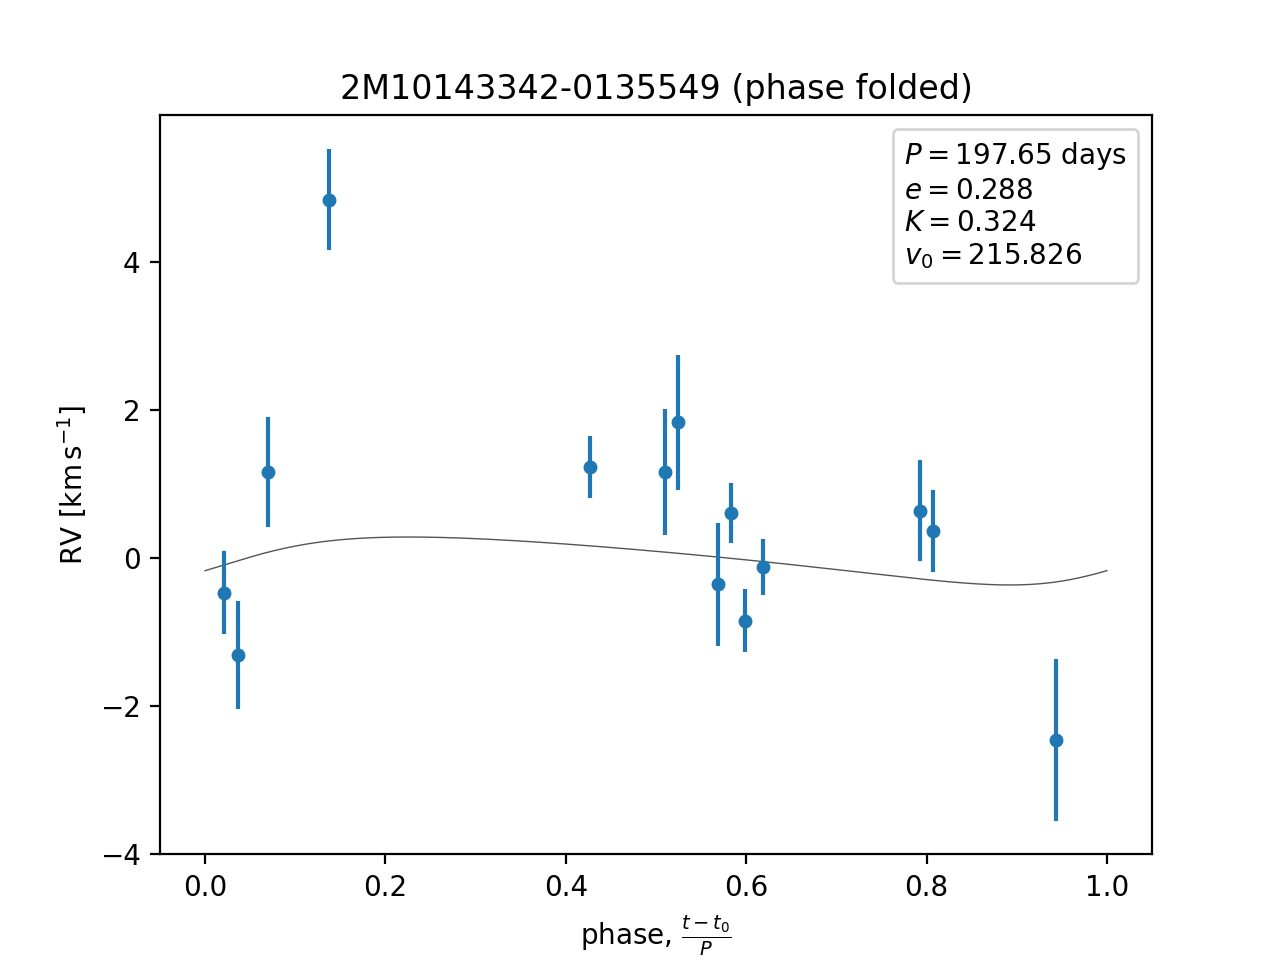 2M10143342-0135549 (phase folded)
P = 197.65 days
e = 0.288
K = 0.324
v₀ = 215.826
RV [km s⁻¹]
4
2
0
−2
−4
0.0 0.2 0.4 0.6 0.8 1.0
phase, (t − t₀)/P